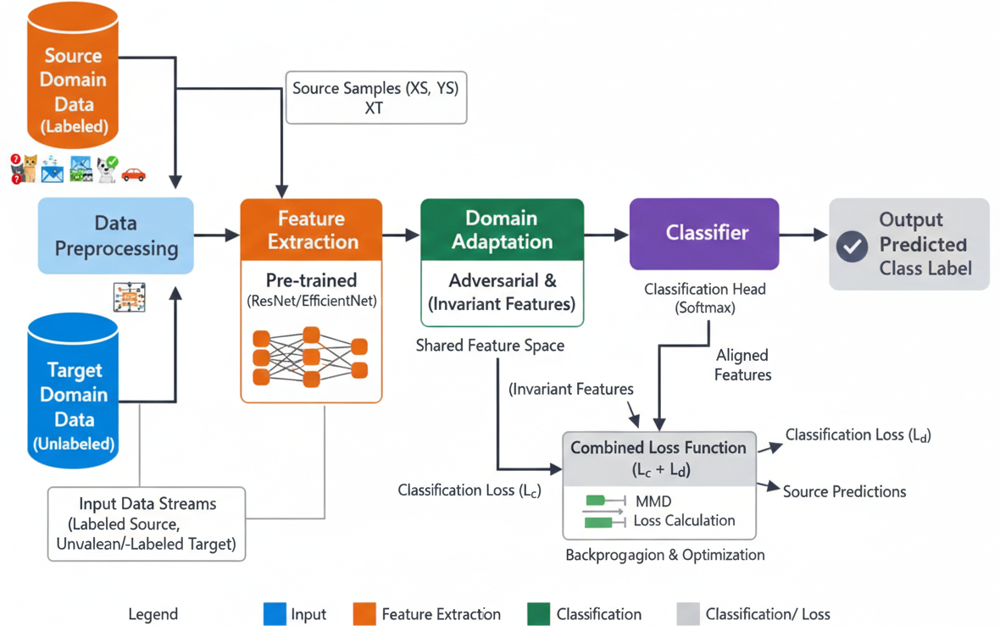 Source
Domain
Data
(Labeled)
Source Samples (XS, YS)
XT
Data
Preprocessing
Feature
Extraction
Pre-trained
(ResNet/EfficientNet)
Domain
Adaptation
Adversarial &
(Invariant Features)
Shared Feature Space
Classifier
Classification Head
(Softmax)
Output
Predicted
Class Label
Aligned
Features
(Invariant Features
Target
Domain
Data
(Unlabeled)
Combined Loss Function
(Lc + Ld)
MMD
Loss Calculation
Classification Loss (Lc)
Classification Loss (Ld)
Source Predictions
Backprogagion & Optimization
Input Data Streams
(Labeled Source,
Unvalean/-Labeled Target)
Legend
Input
Feature Extraction
Classification
Classification/ Loss